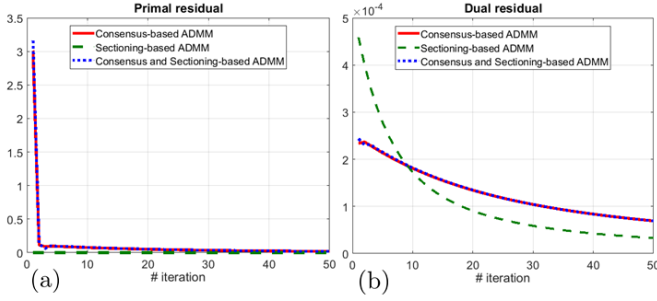 Primal residual
3.5
3
2.5
2
1.5
1
0.5
0
Consensus-based ADMM
Sectioning-based ADMM
Consensus and Sectioning-based ADMM
0 10 20 30 40 50
# iteration
(a)
Dual residual
×10⁻⁴
5
4
3
2
1
0
Consensus-based ADMM
Sectioning-based ADMM
Consensus and Sectioning-based ADMM
0 10 20 30 40 50
# iteration
(b)